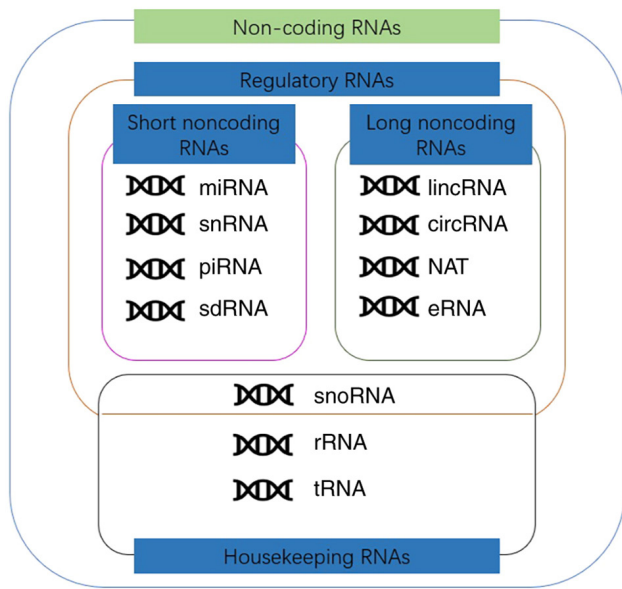 Non-coding RNAs
Regulatory RNAs
Short noncoding
RNAs
miRNA
snRNA
piRNA
sdRNA
Long noncoding
RNAs
lincRNA
circRNA
NAT
eRNA
snoRNA
rRNA
tRNA
Housekeeping RNAs